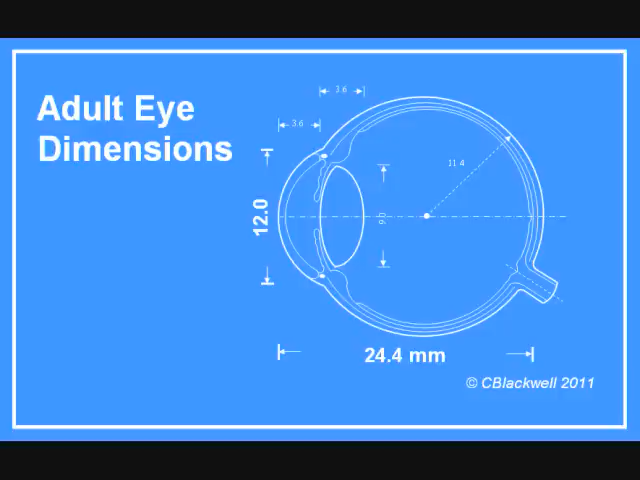 Adult Eye
Dimensions
3.6
3.6
11.4
12.0
9.0
24.4 mm
© CBlackwell 2011